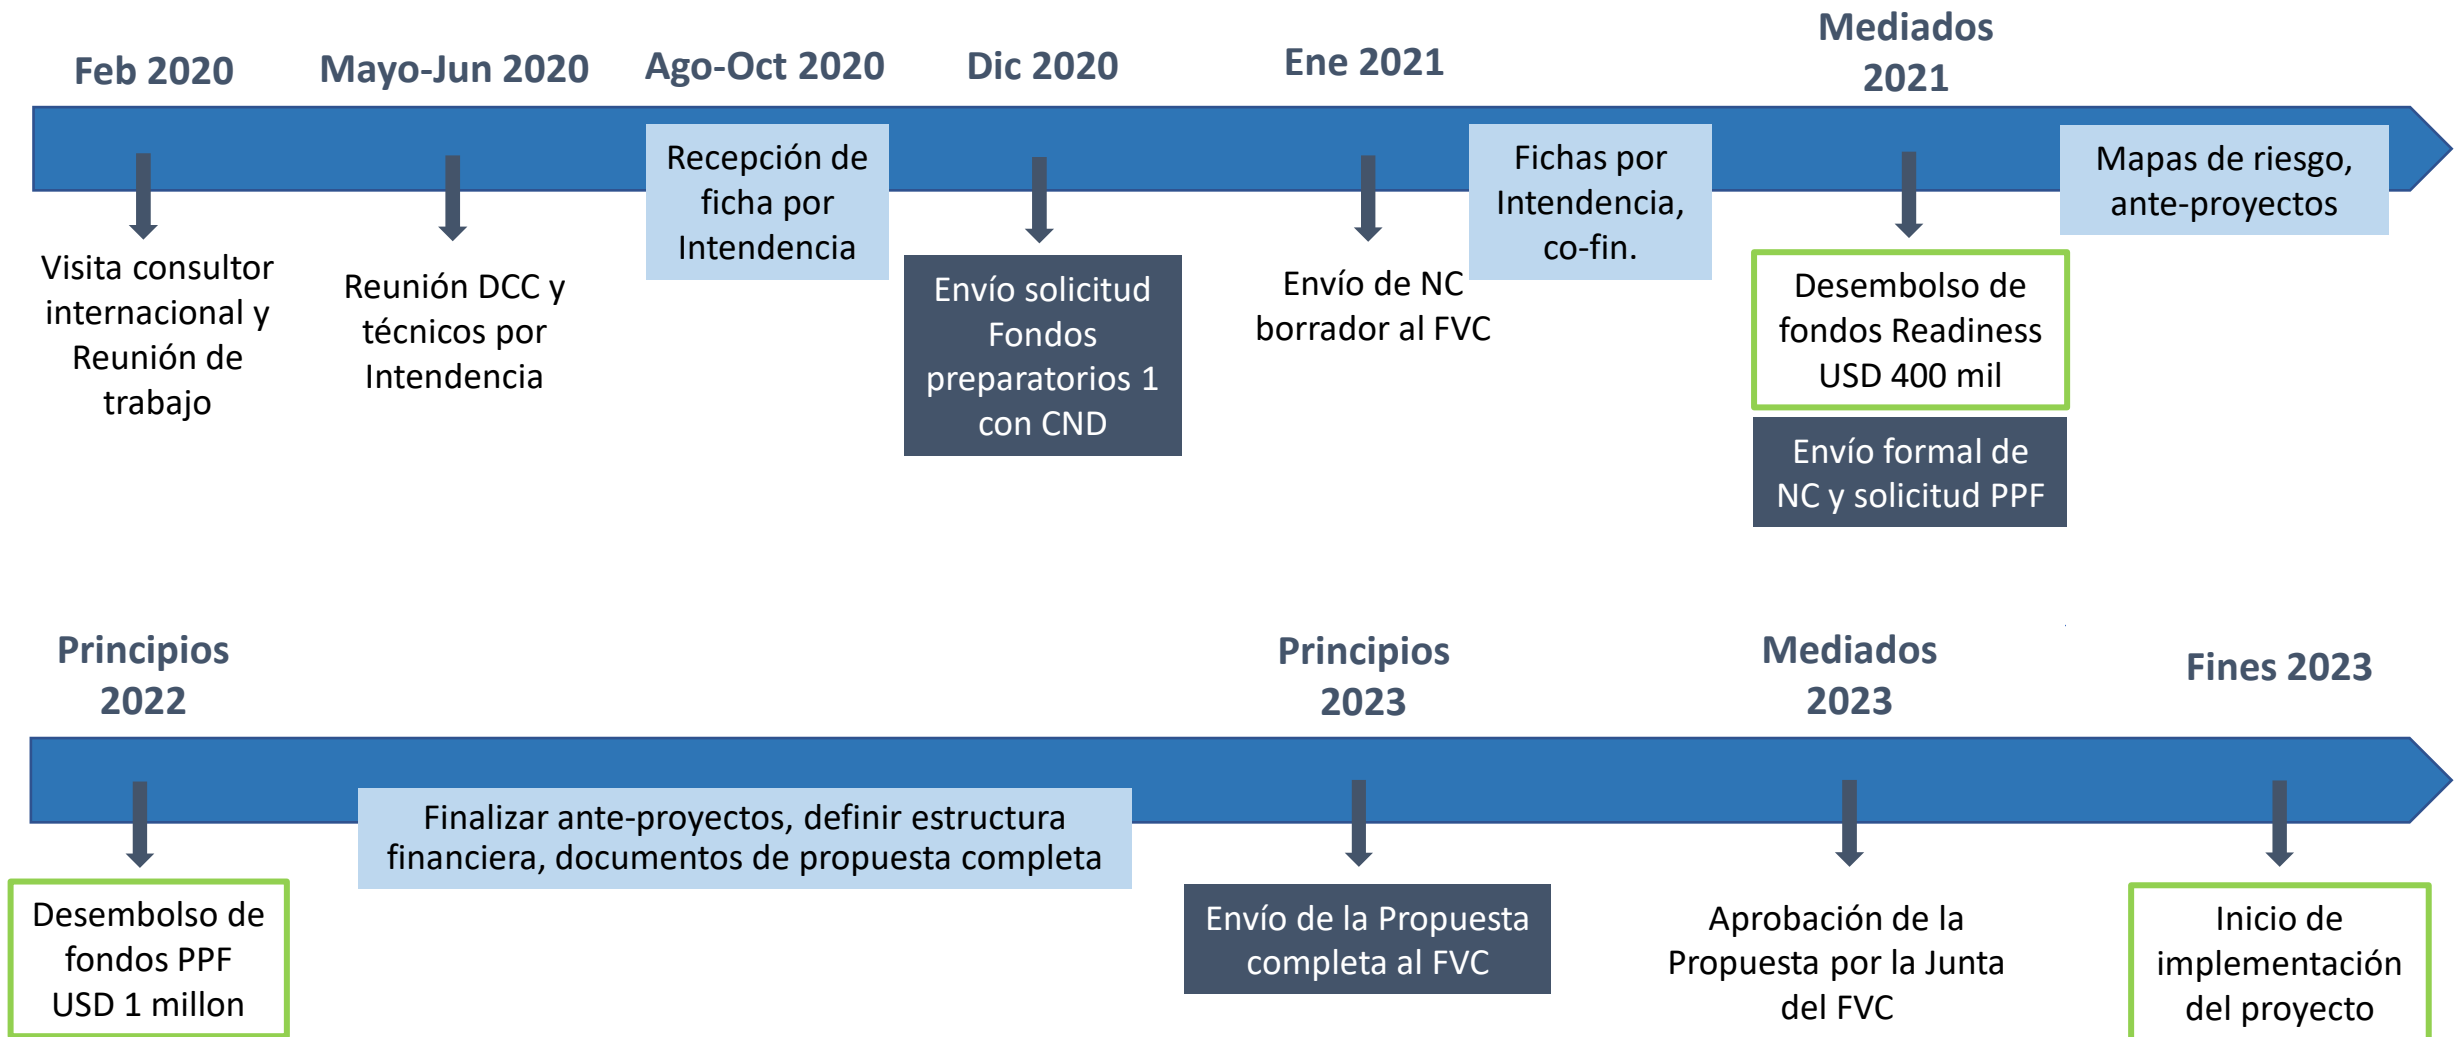 Feb 2020
Mayo-Jun 2020
Ago-Oct 2020
Dic 2020
Ene 2021
Mediados
2021
Visita consultor
internacional y
Reunión de
trabajo
Reunión DCC y
técnicos por
Intendencia
Recepción de
ficha por
Intendencia
Envío solicitud
Fondos
preparatorios 1
con CND
Envío de NC
borrador al FVC
Fichas por
Intendencia,
co-fin.
Desembolso de
fondos Readiness
USD 400 mil
Envío formal de
NC y solicitud PPF
Mapas de riesgo,
ante-proyectos
Principios
2022
Principios
2023
Mediados
2023
Fines 2023
Desembolso de
fondos PPF
USD 1 millon
Finalizar ante-proyectos, definir estructura
financiera, documentos de propuesta completa
Envío de la Propuesta
completa al FVC
Aprobación de la
Propuesta por la Junta
del FVC
Inicio de
implementación
del proyecto